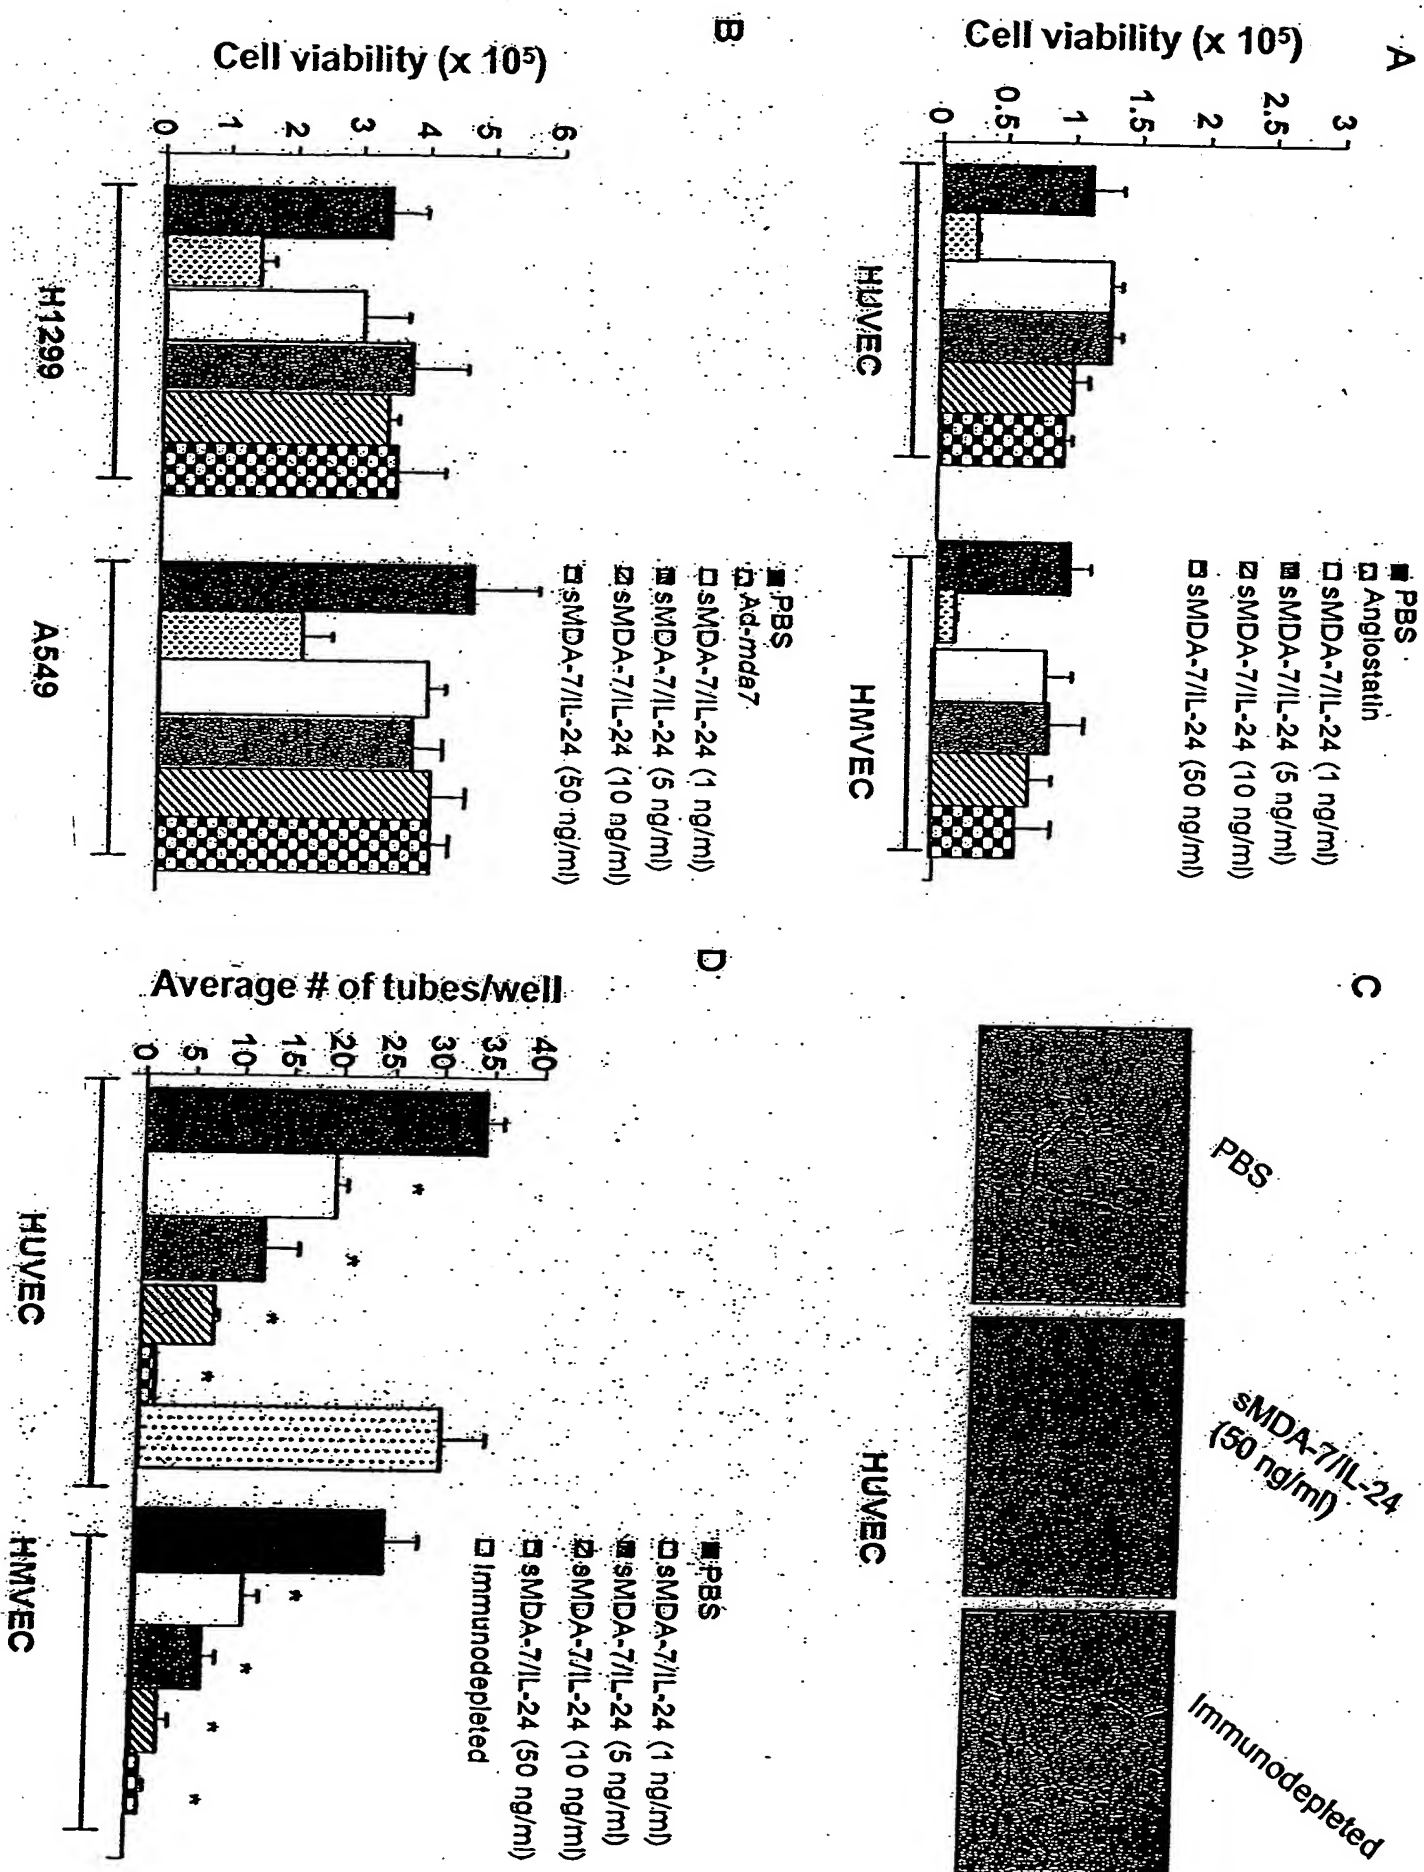 A
Cell viability (x 10⁵)
3
2.5
2
1.5
1
0.5
0
HUVEC
HMVEC
PBS
Angiostatin
sMDA-7/IL-24 (1 ng/ml)
sMDA-7/IL-24 (5 ng/ml)
sMDA-7/IL-24 (10 ng/ml)
sMDA-7/IL-24 (50 ng/ml)
B
Cell viability (x 10⁵)
6
5
4
3
2
1
0
H1299
A549
PBS
Ad-mda7
sMDA-7/IL-24 (1 ng/ml)
sMDA-7/IL-24 (5 ng/ml)
sMDA-7/IL-24 (10 ng/ml)
sMDA-7/IL-24 (50 ng/ml)
C
PBS
sMDA-7/IL-24
(50 ng/ml)
Immunodepleted
HUVEC
D
Average # of tubes/well
40
35
30
25
20
15
10
5
0
*
*
*
*
*
*
*
*
HUVEC
HMVEC
PBS
sMDA-7/IL-24 (1 ng/ml)
sMDA-7/IL-24 (5 ng/ml)
sMDA-7/IL-24 (10 ng/ml)
sMDA-7/IL-24 (50 ng/ml)
Immunodepleted